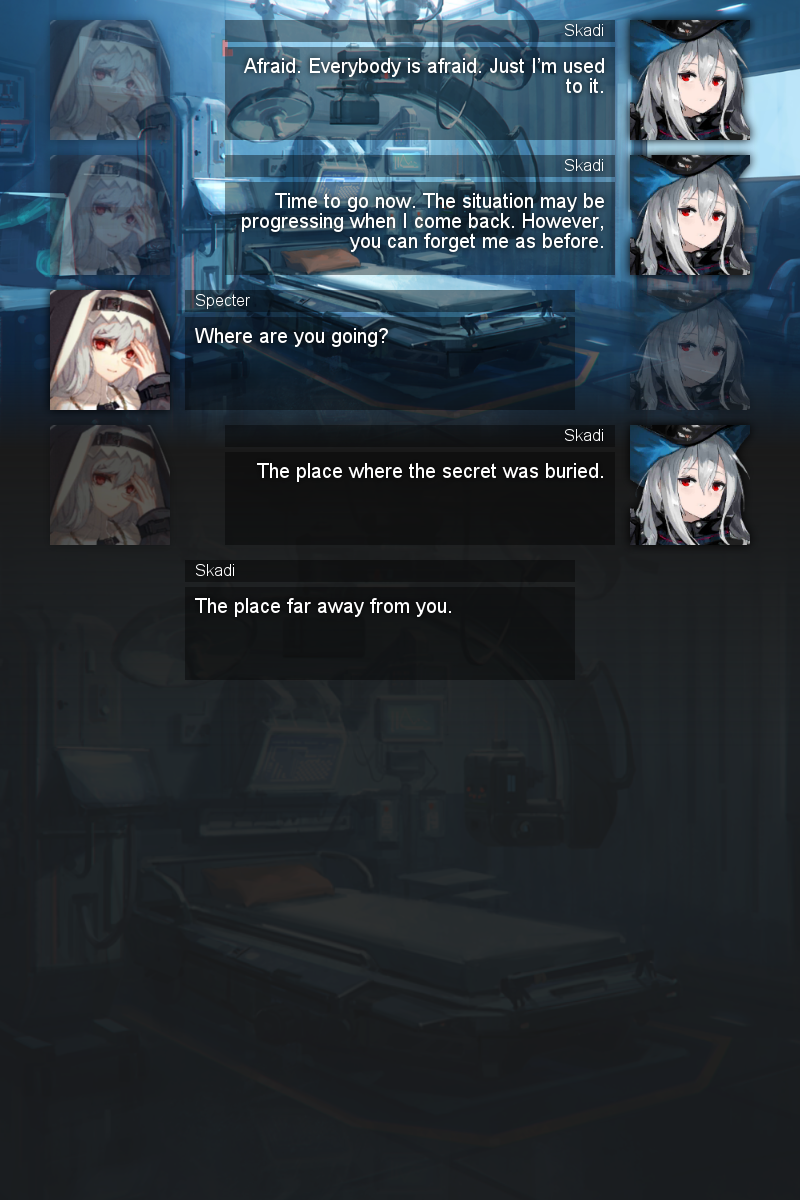 Skadi
Afraid. Everybody is afraid. Just I'm used
to it.
Skadi
Time to go now. The situation may be
progressing when I come back. However,
you can forget me as before.
Specter
Where are you going?
Skadi
The place where the secret was buried.
Skadi
The place far away from you.